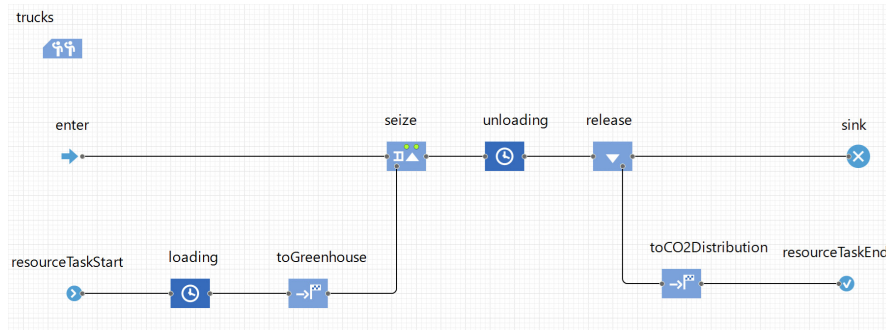 trucks
enter
seize
unloading
release
sink
resourceTaskStart
loading
toGreenhouse
toCO2Distribution
resourceTaskEnd